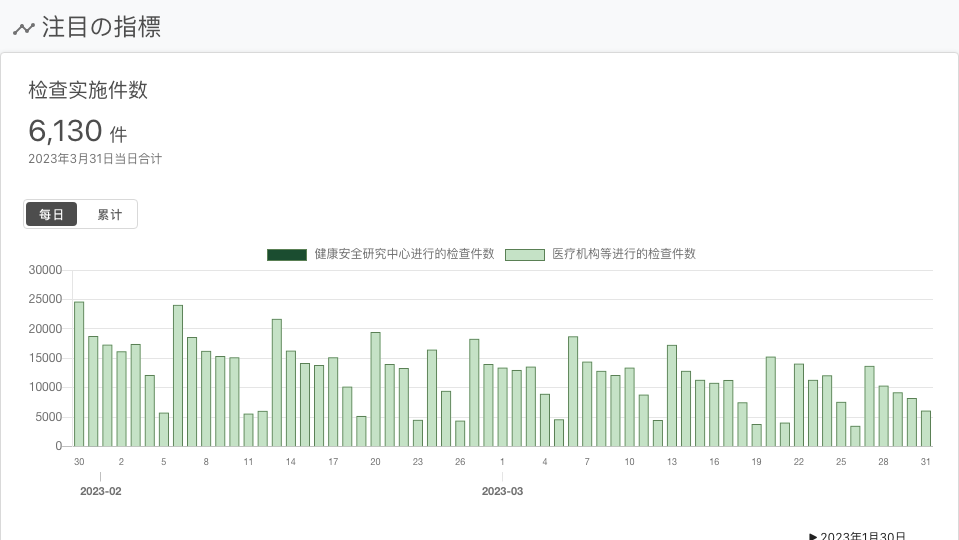 注目の指標
检查实施件数
6,130 件
2023年3月31日当日合计
每日 累计
健康安全研究中心进行的检查件数 医疗机构等进行的检查件数
30000
25000
20000
15000
10000
5000
0
30 2 5 8 11 14 17 20 23 26 1 4 7 10 13 16 19 22 25 28 31
2023-02 2023-03
▶ 2023年1月30日